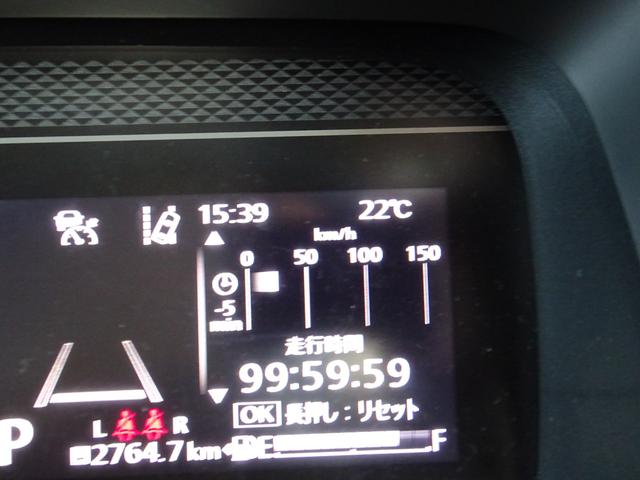 15:39 22℃
km/h
0 50 100 150
-5
min
走行時間
99:59:59
OK 長押し：リセット
P L R
2764.7km E F